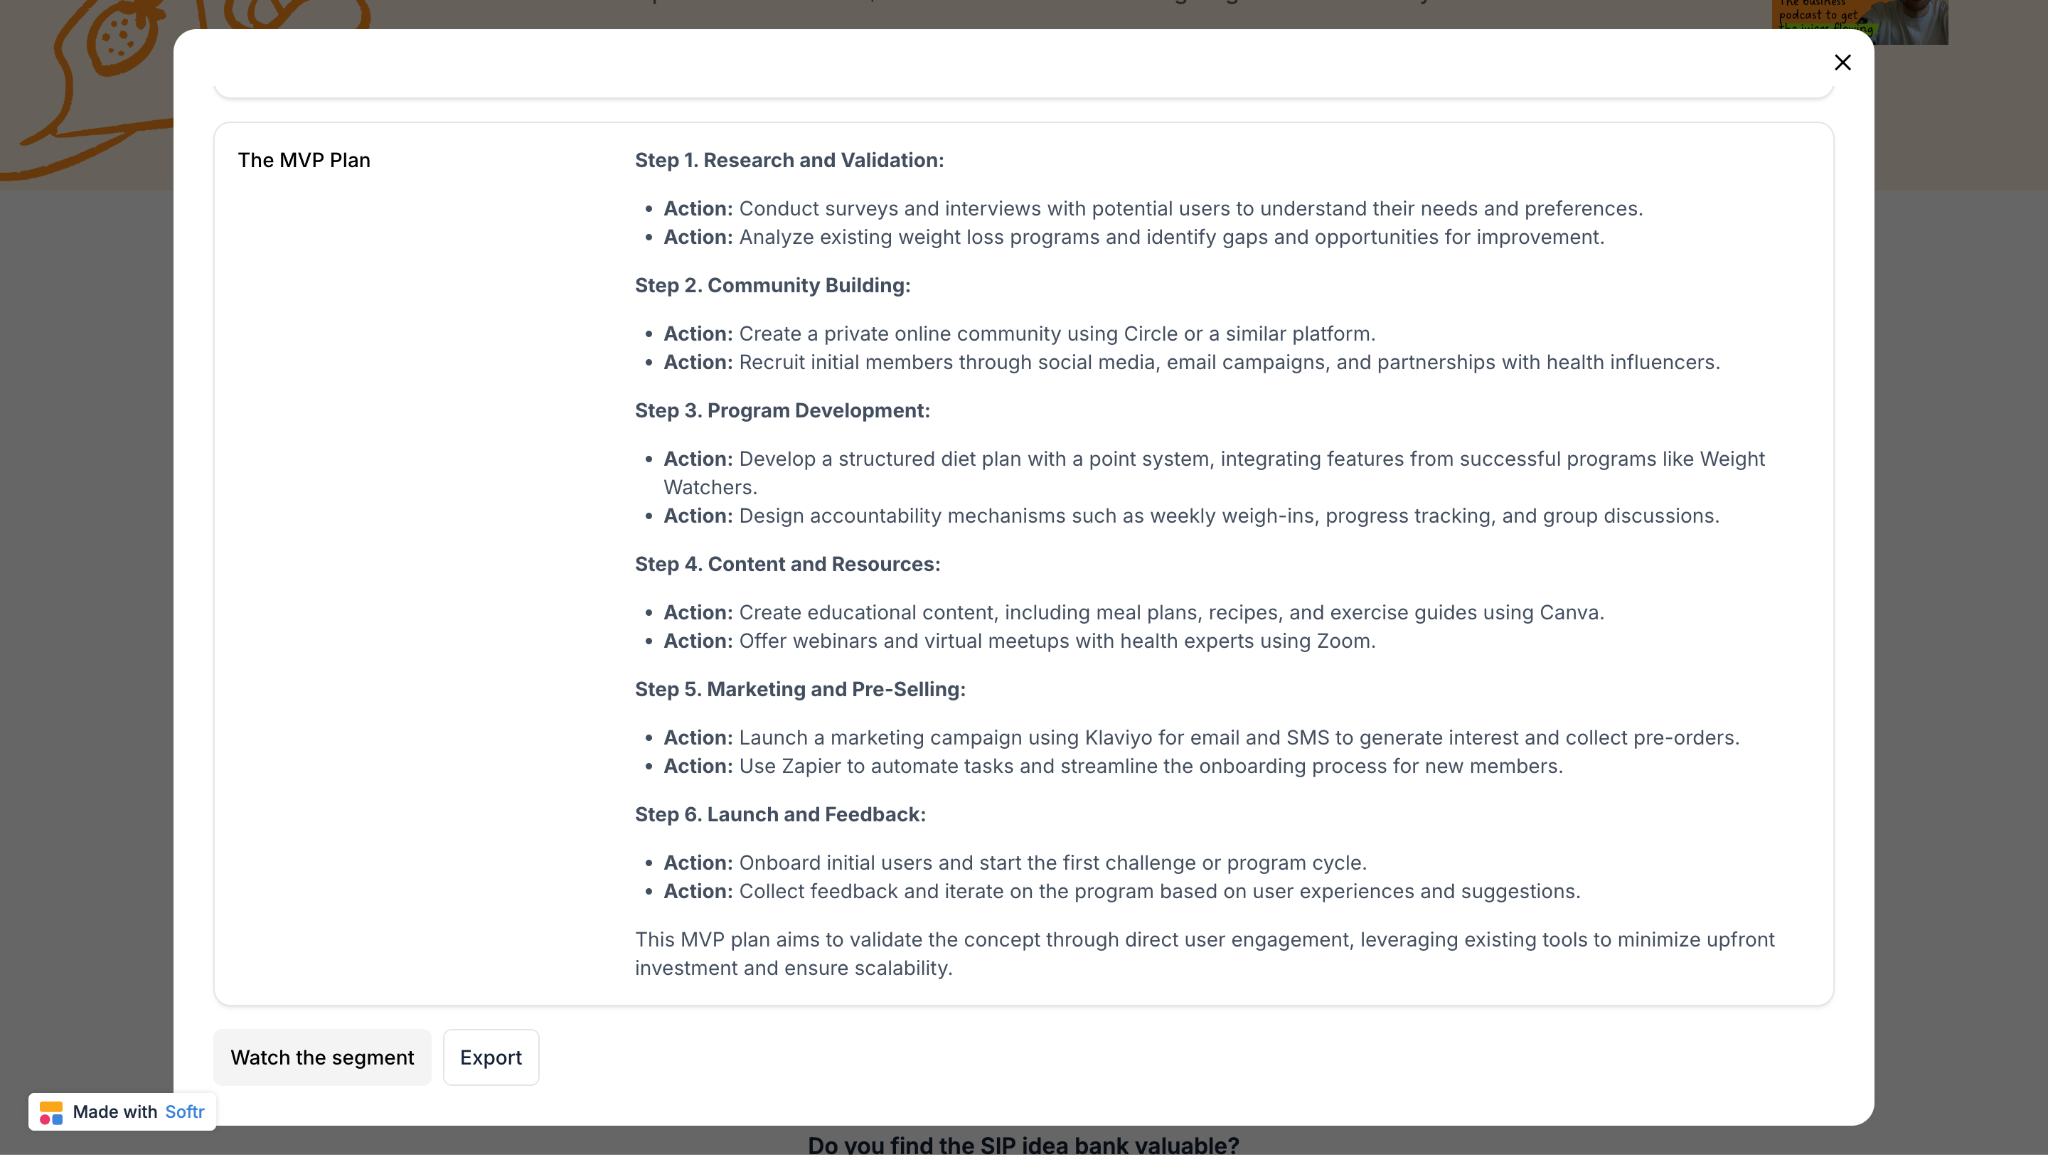 The business
podcast to get
the juices flowing
The MVP Plan
Step 1. Research and Validation:
• Action: Conduct surveys and interviews with potential users to understand their needs and preferences.
• Action: Analyze existing weight loss programs and identify gaps and opportunities for improvement.
Step 2. Community Building:
• Action: Create a private online community using Circle or a similar platform.
• Action: Recruit initial members through social media, email campaigns, and partnerships with health influencers.
Step 3. Program Development:
• Action: Develop a structured diet plan with a point system, integrating features from successful programs like Weight
Watchers.
• Action: Design accountability mechanisms such as weekly weigh-ins, progress tracking, and group discussions.
Step 4. Content and Resources:
• Action: Create educational content, including meal plans, recipes, and exercise guides using Canva.
• Action: Offer webinars and virtual meetups with health experts using Zoom.
Step 5. Marketing and Pre-Selling:
• Action: Launch a marketing campaign using Klaviyo for email and SMS to generate interest and collect pre-orders.
• Action: Use Zapier to automate tasks and streamline the onboarding process for new members.
Step 6. Launch and Feedback:
• Action: Onboard initial users and start the first challenge or program cycle.
• Action: Collect feedback and iterate on the program based on user experiences and suggestions.
This MVP plan aims to validate the concept through direct user engagement, leveraging existing tools to minimize upfront
investment and ensure scalability.
Watch the segment
Export
Made with Softr
Do you find the SIP idea bank valuable?